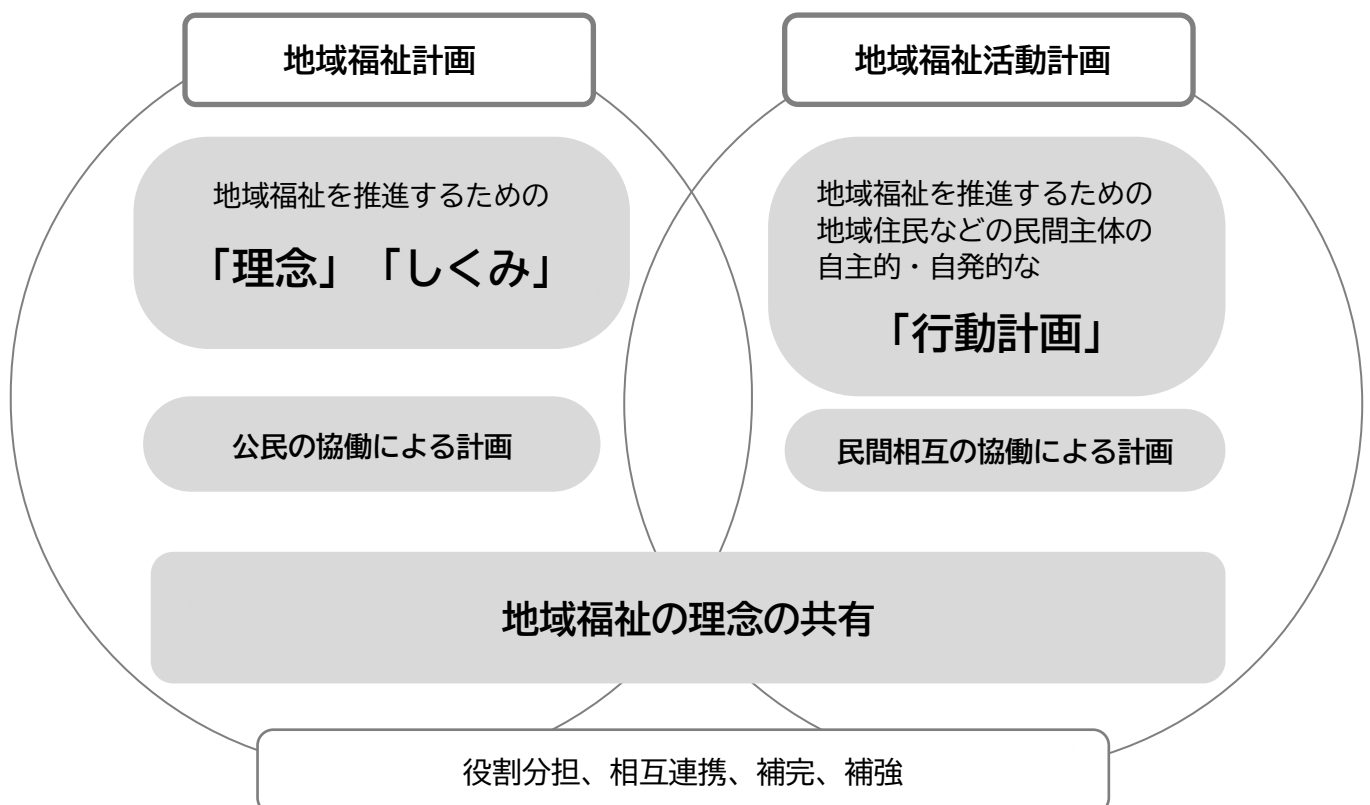 地域福祉計画
地域福祉を推進するための
「理念」「しくみ」
公民の協働による計画
地域福祉活動計画
地域福祉を推進するための
地域住民などの民間主体の
自主的・自発的な
「行動計画」
民間相互の協働による計画
地域福祉の理念の共有
役割分担、相互連携、補完、補強